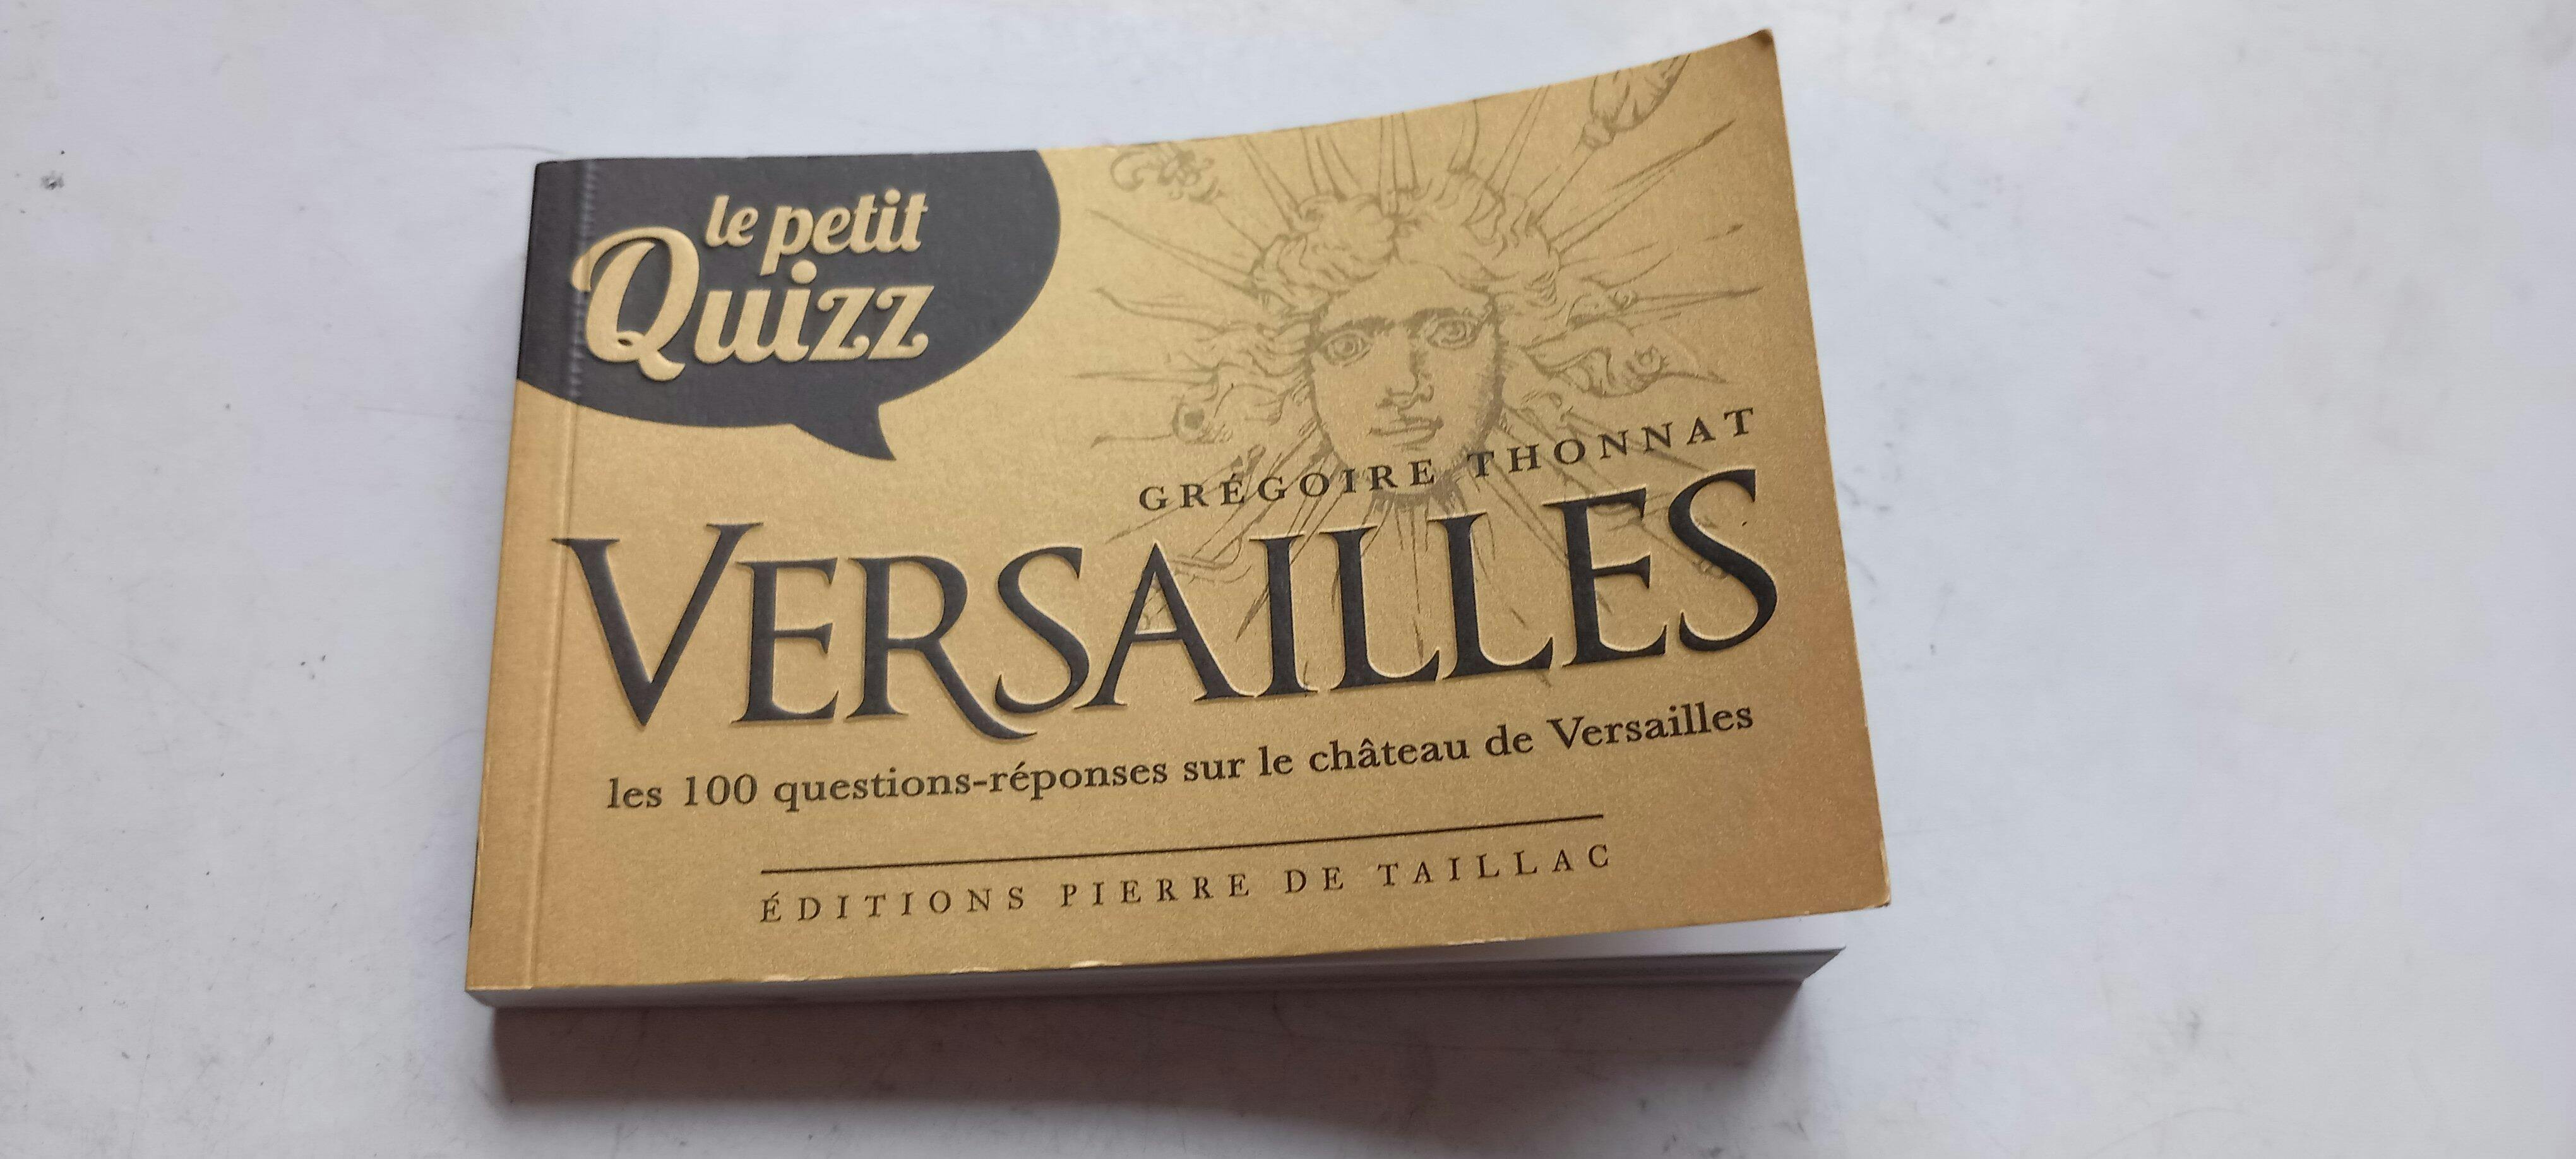 le petit
Quizz
GRÉGOIRE THONNAT
VERSAILLES
les 100 questions-réponses sur le château de Versailles
ÉDITIONS PIERRE DE TAILLAC